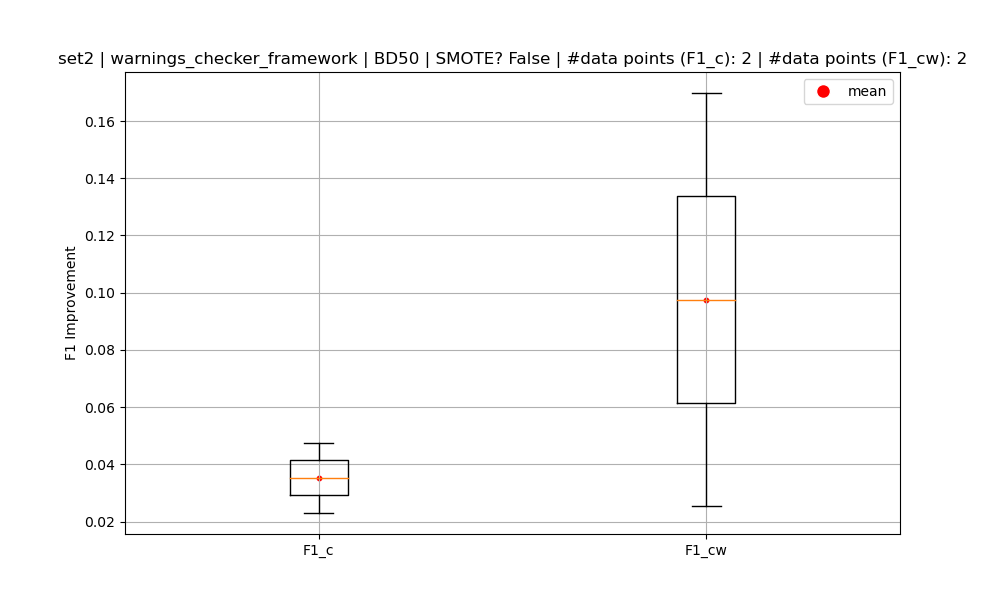 set2 | warnings_checker_framework | BD50 | SMOTE? False | #data points (F1_c): 2 | #data points (F1_cw): 2
mean
0.16
0.14
0.12
0.10
0.08
0.06
0.04
0.02
F1 Improvement
F1_c
F1_cw